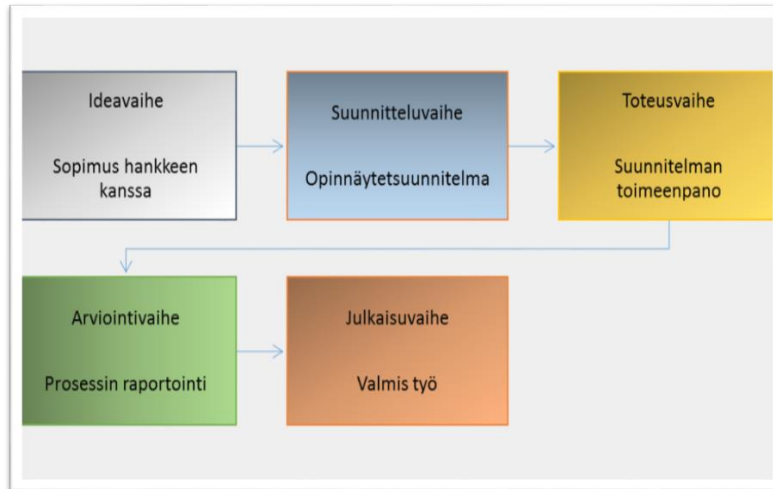 Ideavaihe
Sopimus hankkeen
kanssa
Suunnitteluvaihe
Opinnäytetsuunnitelma
Toteusvaihe
Suunnitelman
toimeenpano
Arviointivaihe
Prosessin raportointi
Julkaisuvaihe
Valmis työ